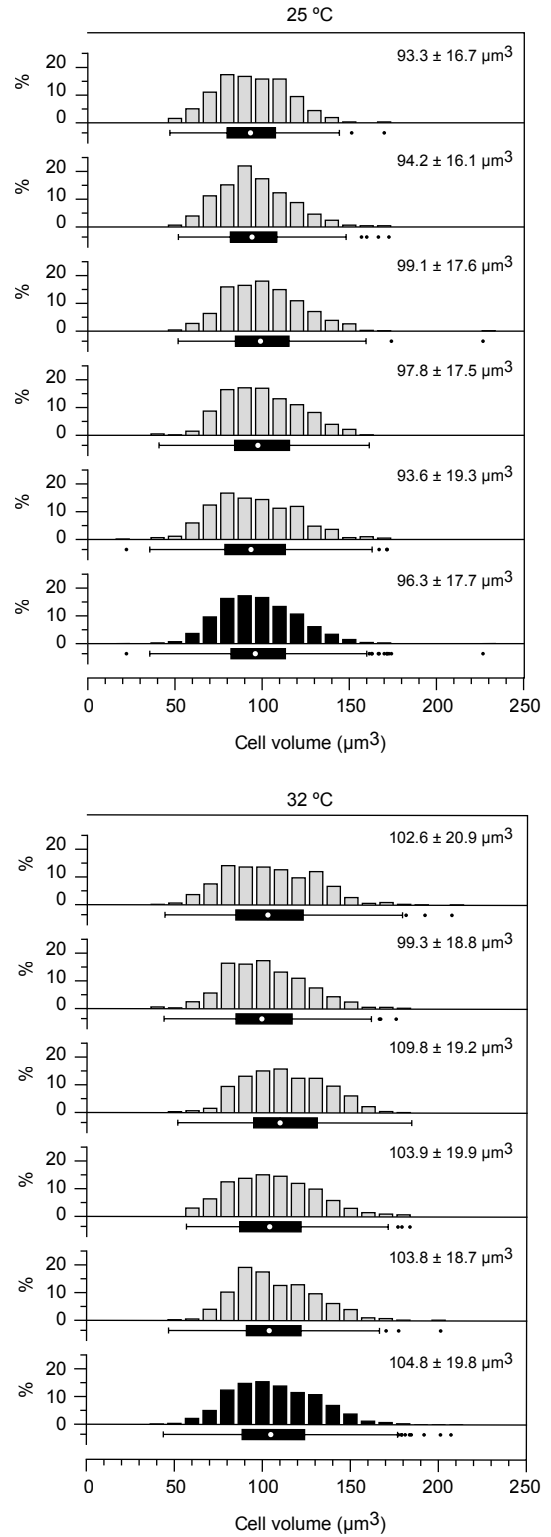 25 ºC
93.3 ± 16.7 µm³
%
20
10
0
94.2 ± 16.1 µm³
%
20
10
0
99.1 ± 17.6 µm³
%
20
10
0
97.8 ± 17.5 µm³
%
20
10
0
93.6 ± 19.3 µm³
%
20
10
0
96.3 ± 17.7 µm³
%
20
10
0
0 50 100 150 200 250
Cell volume (µm³)
32 ºC
102.6 ± 20.9 µm³
%
20
10
0
99.3 ± 18.8 µm³
%
20
10
0
109.8 ± 19.2 µm³
%
20
10
0
103.9 ± 19.9 µm³
%
20
10
0
103.8 ± 18.7 µm³
%
20
10
0
104.8 ± 19.8 µm³
%
20
10
0
0 50 100 150 200 250
Cell volume (µm³)